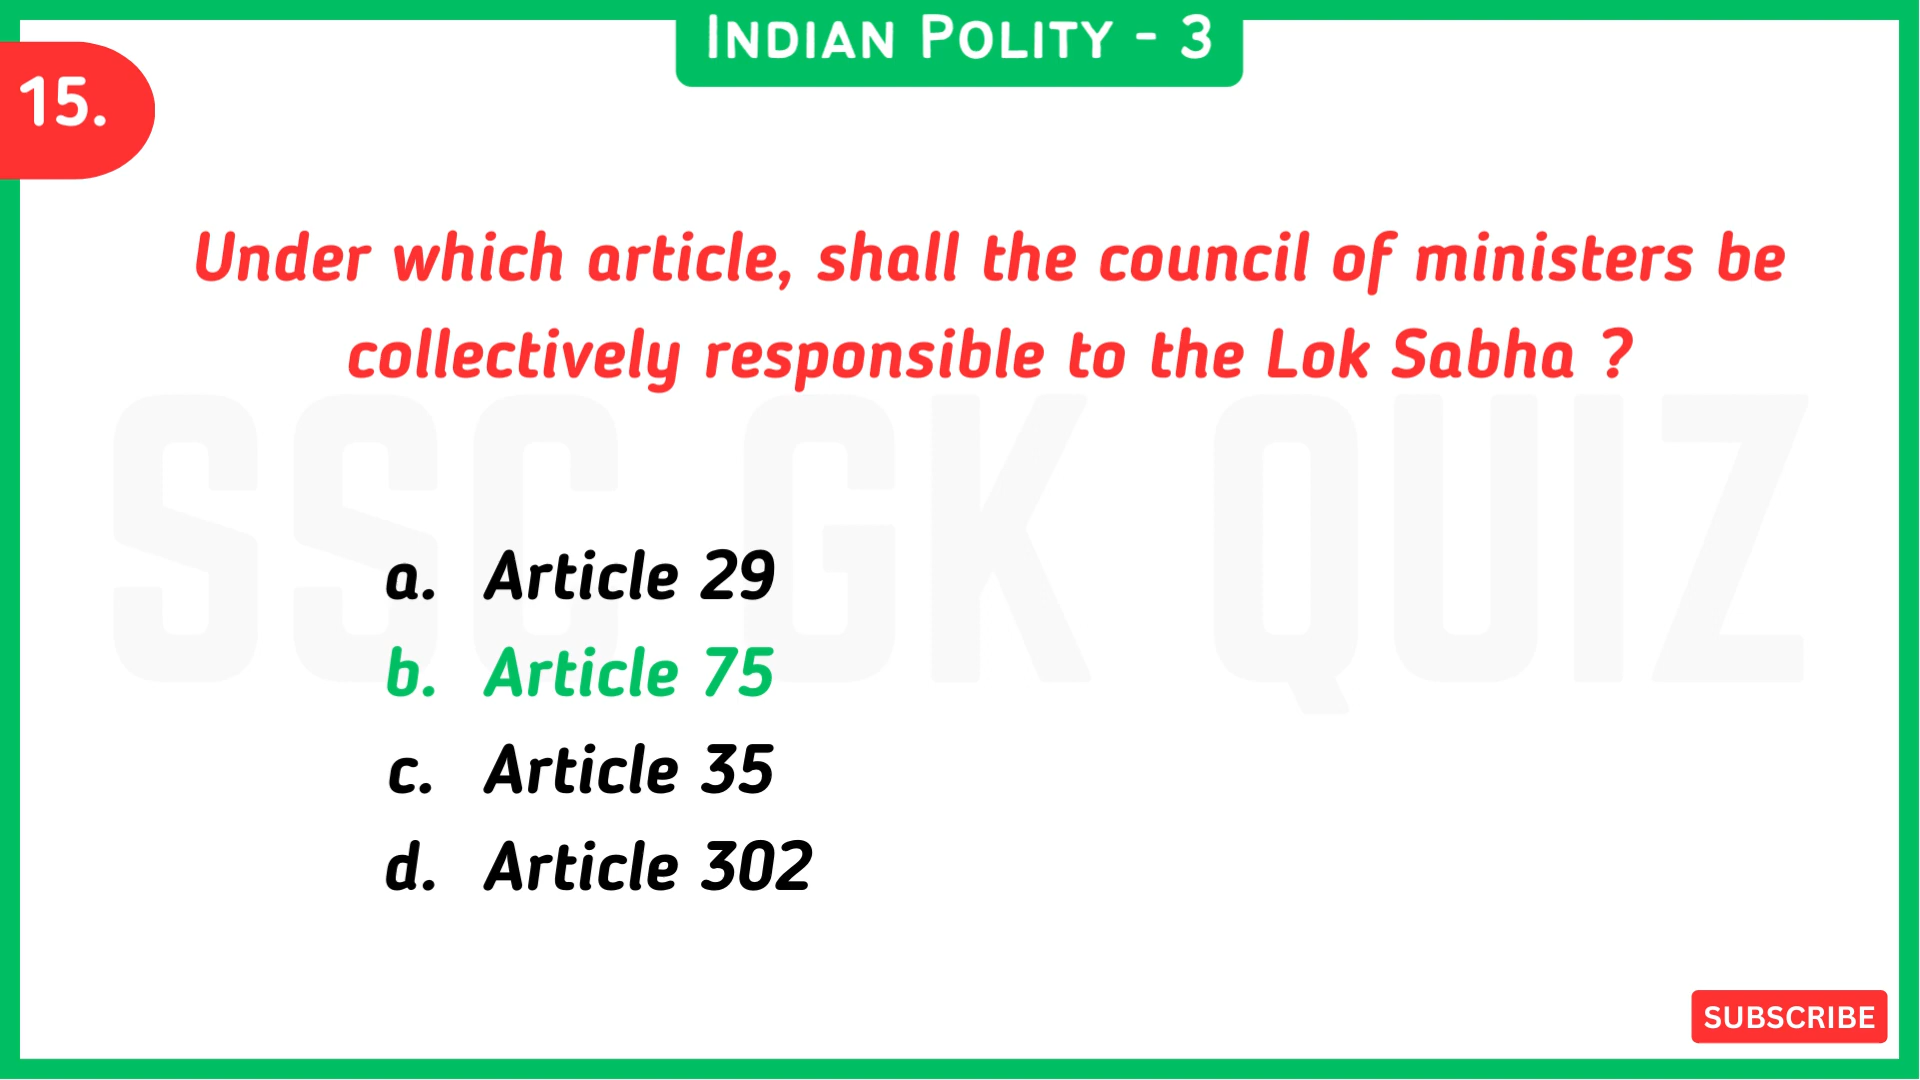 INDIAN POLITY - 3
15.
Under which article, shall the council of ministers be
collectively responsible to the Lok Sabha ?
SSC GK QUIZ
a. Article 29
b. Article 75
c. Article 35
d. Article 302
SUBSCRIBE